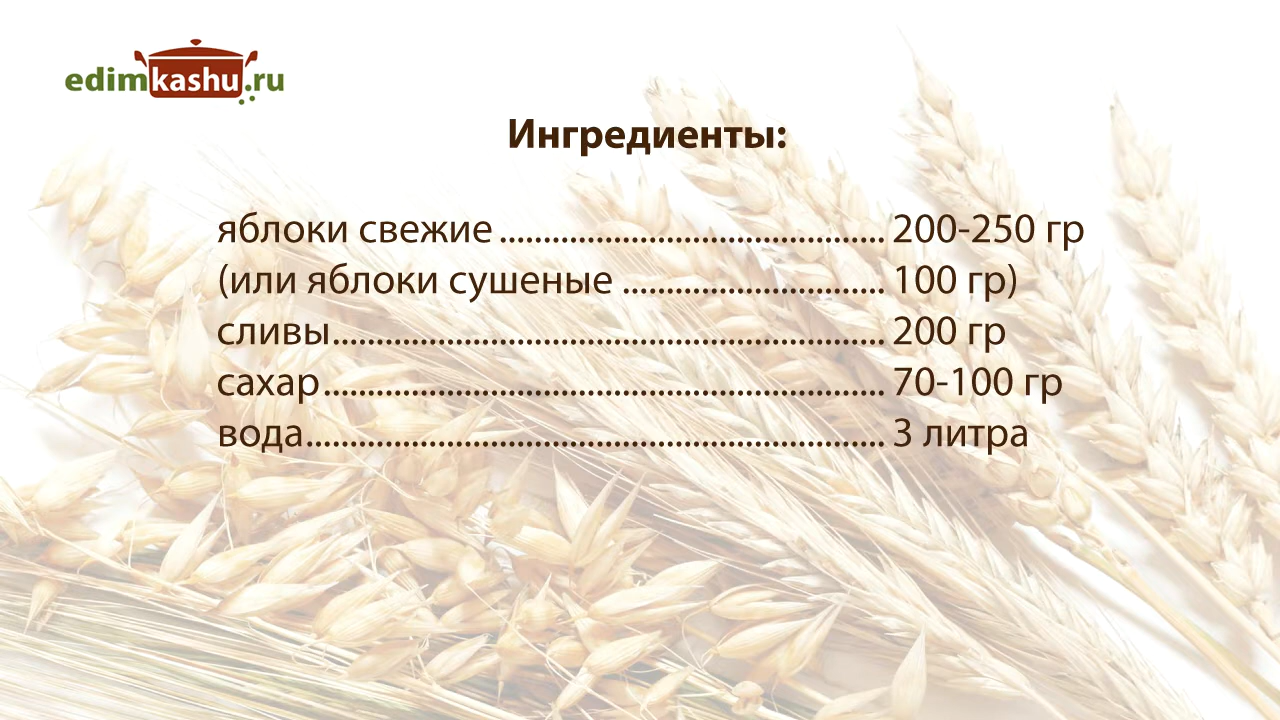 edimkashu.ru
Ингредиенты:
яблоки свежие ............................................ 200-250 гр
(или яблоки сушеные .............................. 100 гр)
сливы............................................................... 200 гр
сахар................................................................ 70-100 гр
вода.................................................................. 3 литра